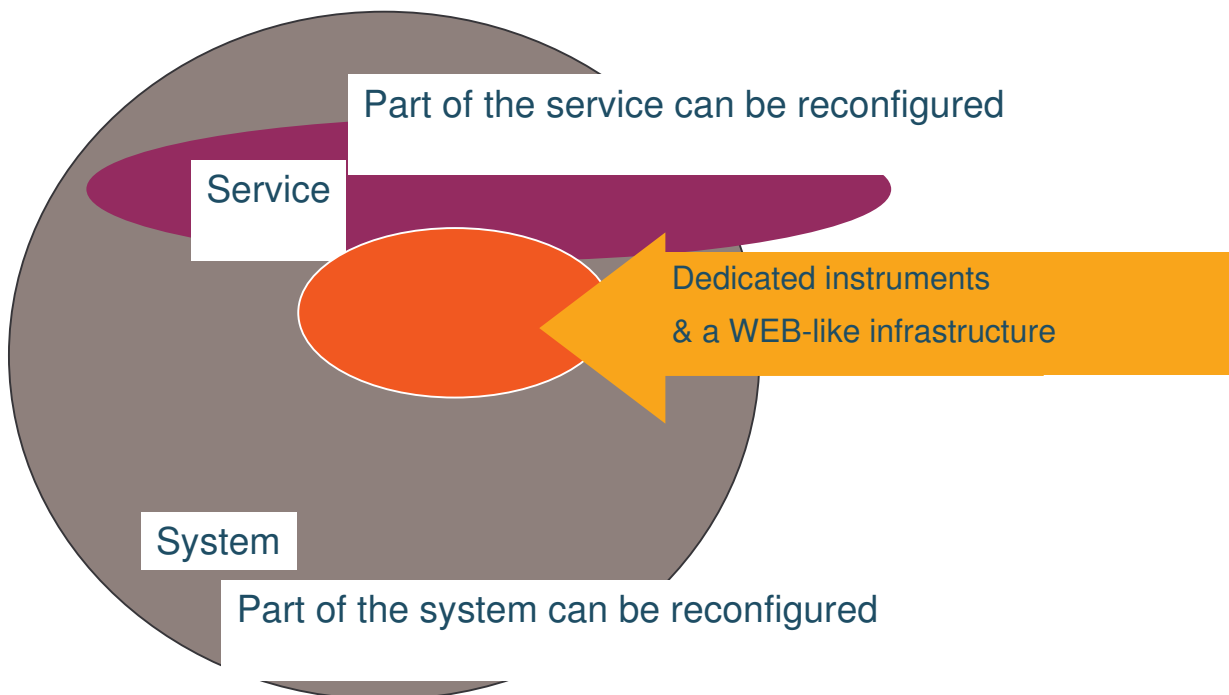 Part of the service can be reconfigured
Service
Dedicated instruments
& a WEB-like infrastructure
System
Part of the system can be reconfigured